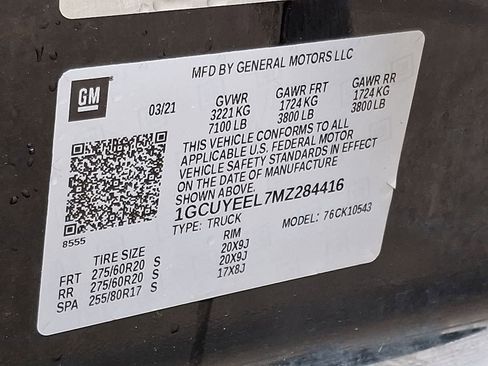 MFD BY GENERAL MOTORS LLC
GM
03/21 GVWR GAWR FRT GAWR RR
3221 KG 1724 KG 1724 KG
7100 LB 3800 LB 3800 LB
THIS VEHICLE CONFORMS TO ALL
APPLICABLE U.S. FEDERAL MOTOR
VEHICLE SAFETY STANDARDS IN EFFECT
ON THE DATE OF MANUFACTURE
SHOWN ABOVE.
1GCUYEEL7MZ284416
8555
TYPE: TRUCK MODEL: 76CK10543
TIRE SIZE RIM
FRT 275/60R20 S 20X9J
RR 275/60R20 S 20X9J
SPA 255/80R17 S 17X8J